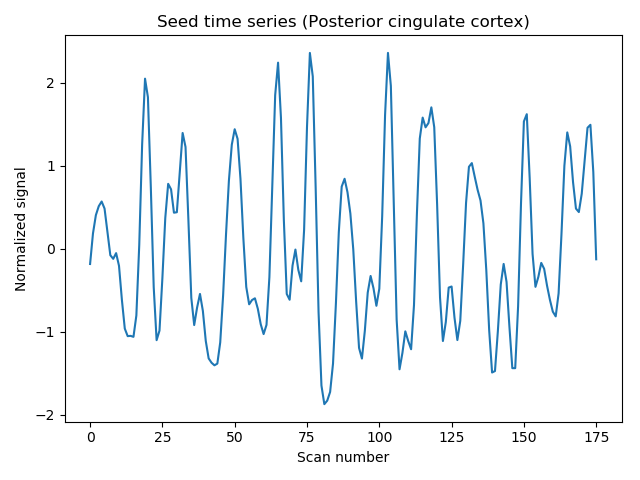 Seed time series (Posterior cingulate cortex)
Normalized signal
2
1
0
−1
−2
0 25 50 75 100 125 150 175
Scan number